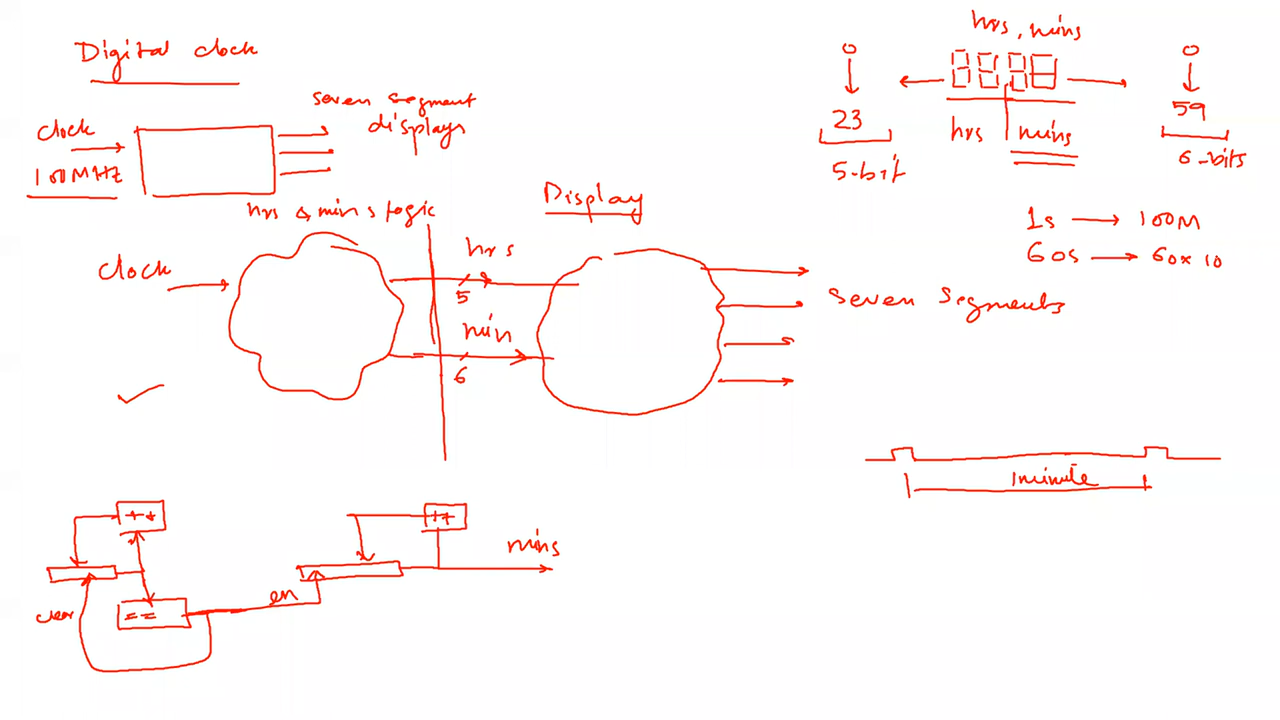 Digital clock
clock
100MHz
seven segment
displays
hrs, mins
0
23
5-bit
hrs
mins
0
59
6-bits
1s → 100M
60s → 60x10
hrs & mins logic
clock
hrs
5
min
6
Display
seven segments
1minute
++
==
clear
en
++
mins